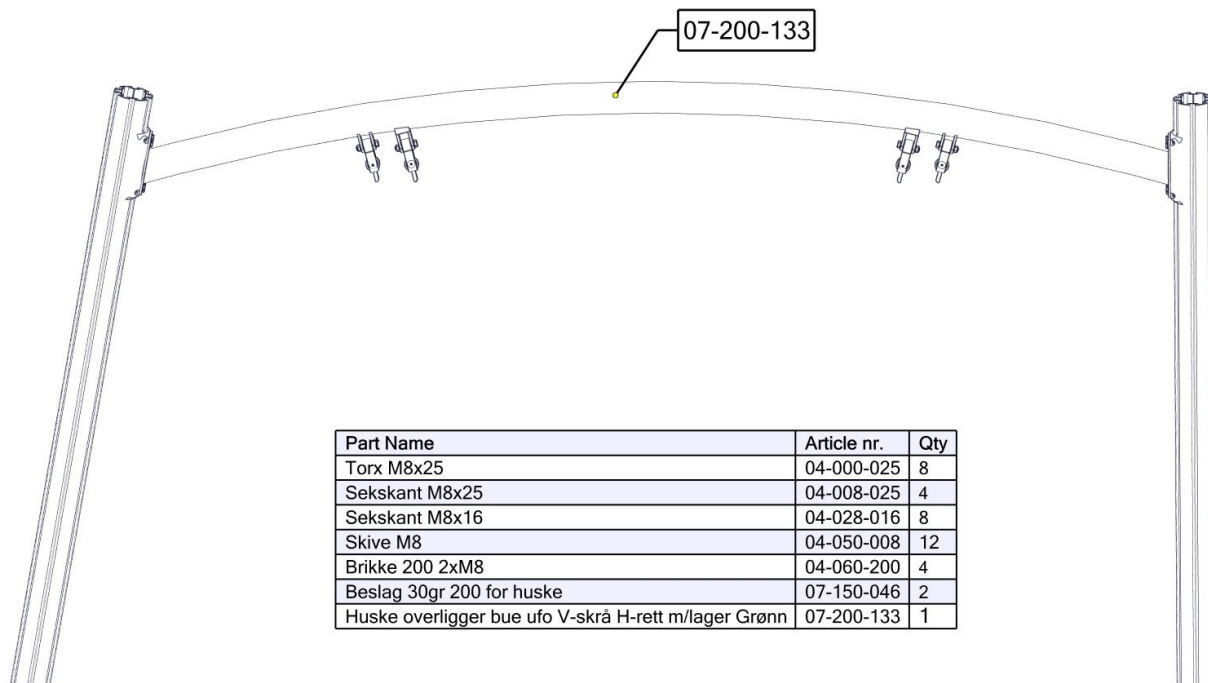 07-200-133
Part Name Article nr. Qty
Torx M8x25 04-000-025 8
Sekskant M8x25 04-008-025 4
Sekskant M8x16 04-028-016 8
Skive M8 04-050-008 12
Brikke 200 2xM8 04-060-200 4
Beslag 30gr 200 for huske 07-150-046 2
Huske overligger bue ufo V-skrå H-rett m/lager Grønn 07-200-133 1